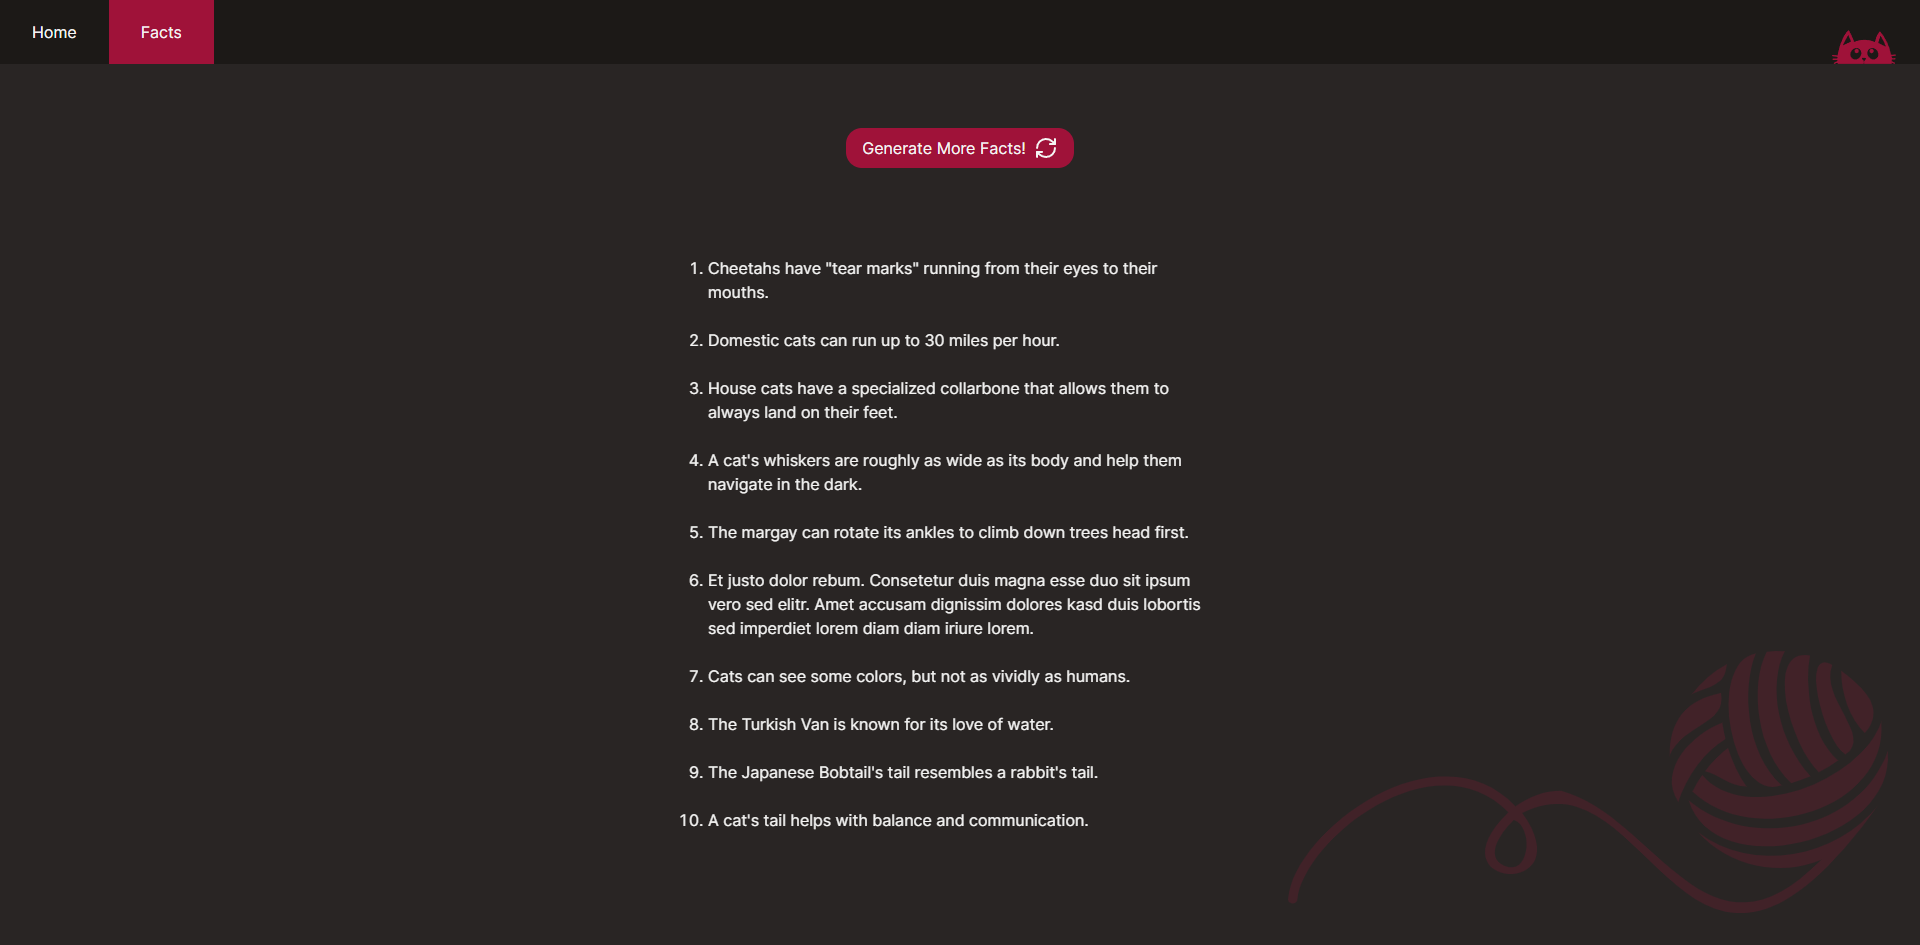 Home
Facts
Generate More Facts!
1. Cheetahs have "tear marks" running from their eyes to their
mouths.
2. Domestic cats can run up to 30 miles per hour.
3. House cats have a specialized collarbone that allows them to
always land on their feet.
4. A cat's whiskers are roughly as wide as its body and help them
navigate in the dark.
5. The margay can rotate its ankles to climb down trees head first.
6. Et justo dolor rebum. Consetetur duis magna esse duo sit ipsum
vero sed elitr. Amet accusam dignissim dolores kasd duis lobortis
sed imperdiet lorem diam diam iriure lorem.
7. Cats can see some colors, but not as vividly as humans.
8. The Turkish Van is known for its love of water.
9. The Japanese Bobtail's tail resembles a rabbit's tail.
10. A cat's tail helps with balance and communication.